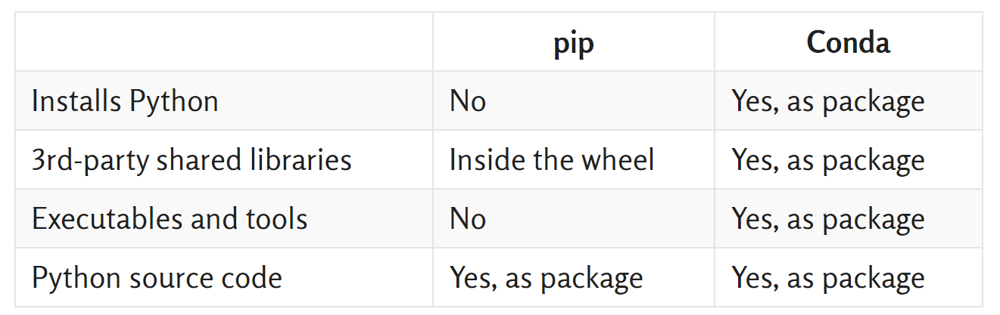 pip Conda
Installs Python No Yes, as package
3rd-party shared libraries Inside the wheel Yes, as package
Executables and tools No Yes, as package
Python source code Yes, as package Yes, as package